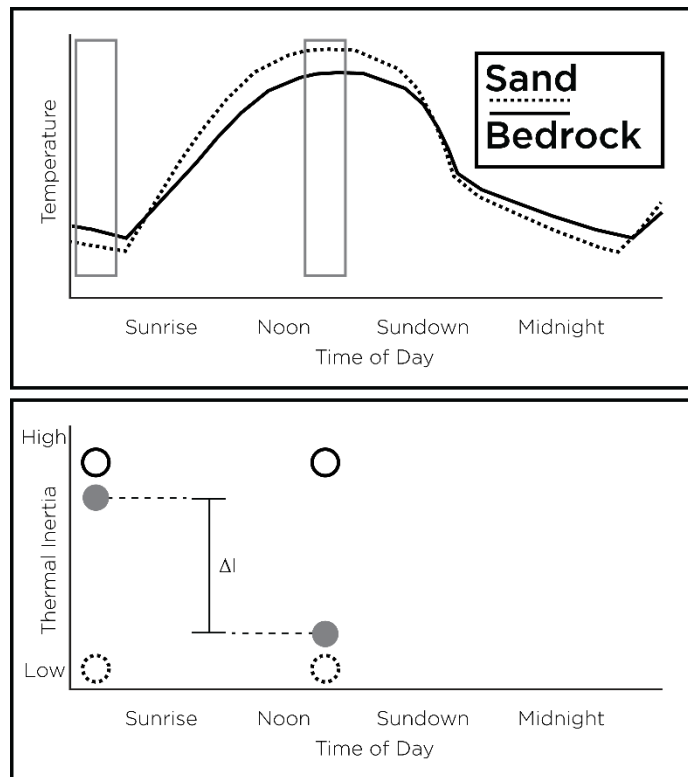 Temperature
Sand
Bedrock
Sunrise Noon Sundown Midnight
Time of Day
High
Thermal Inertia
ΔI
Low
Sunrise Noon Sundown Midnight
Time of Day